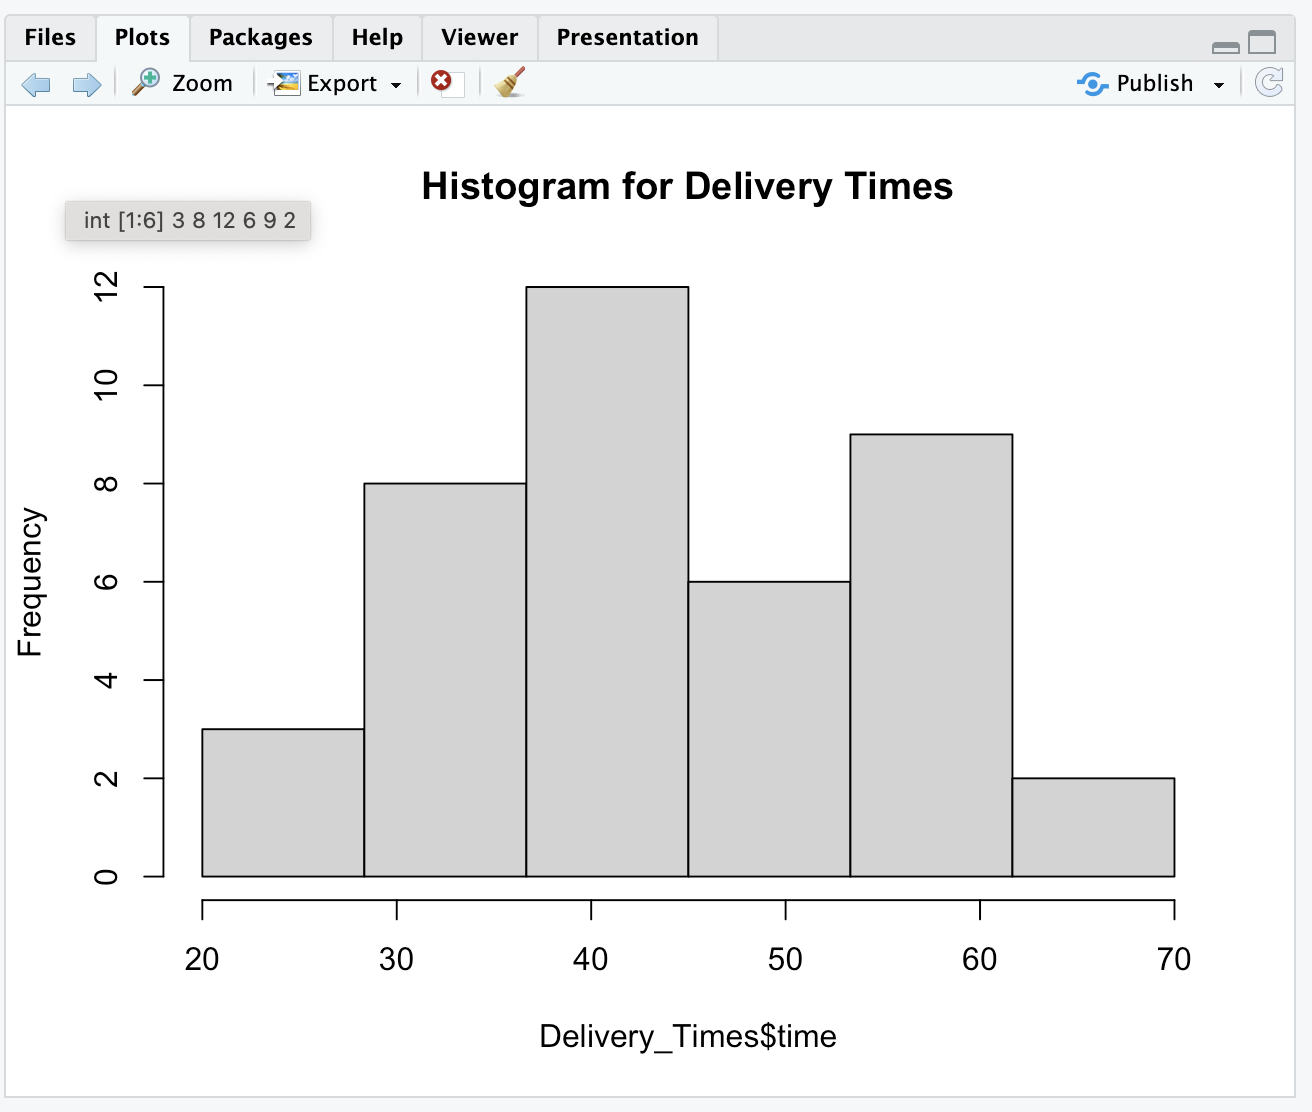 Files Plots Packages Help Viewer Presentation
Zoom Export Publish
Histogram for Delivery Times
int [1:6] 3 8 12 6 9 2
12
10
8
6
4
2
0
Frequency
20 30 40 50 60 70
Delivery_Times$time